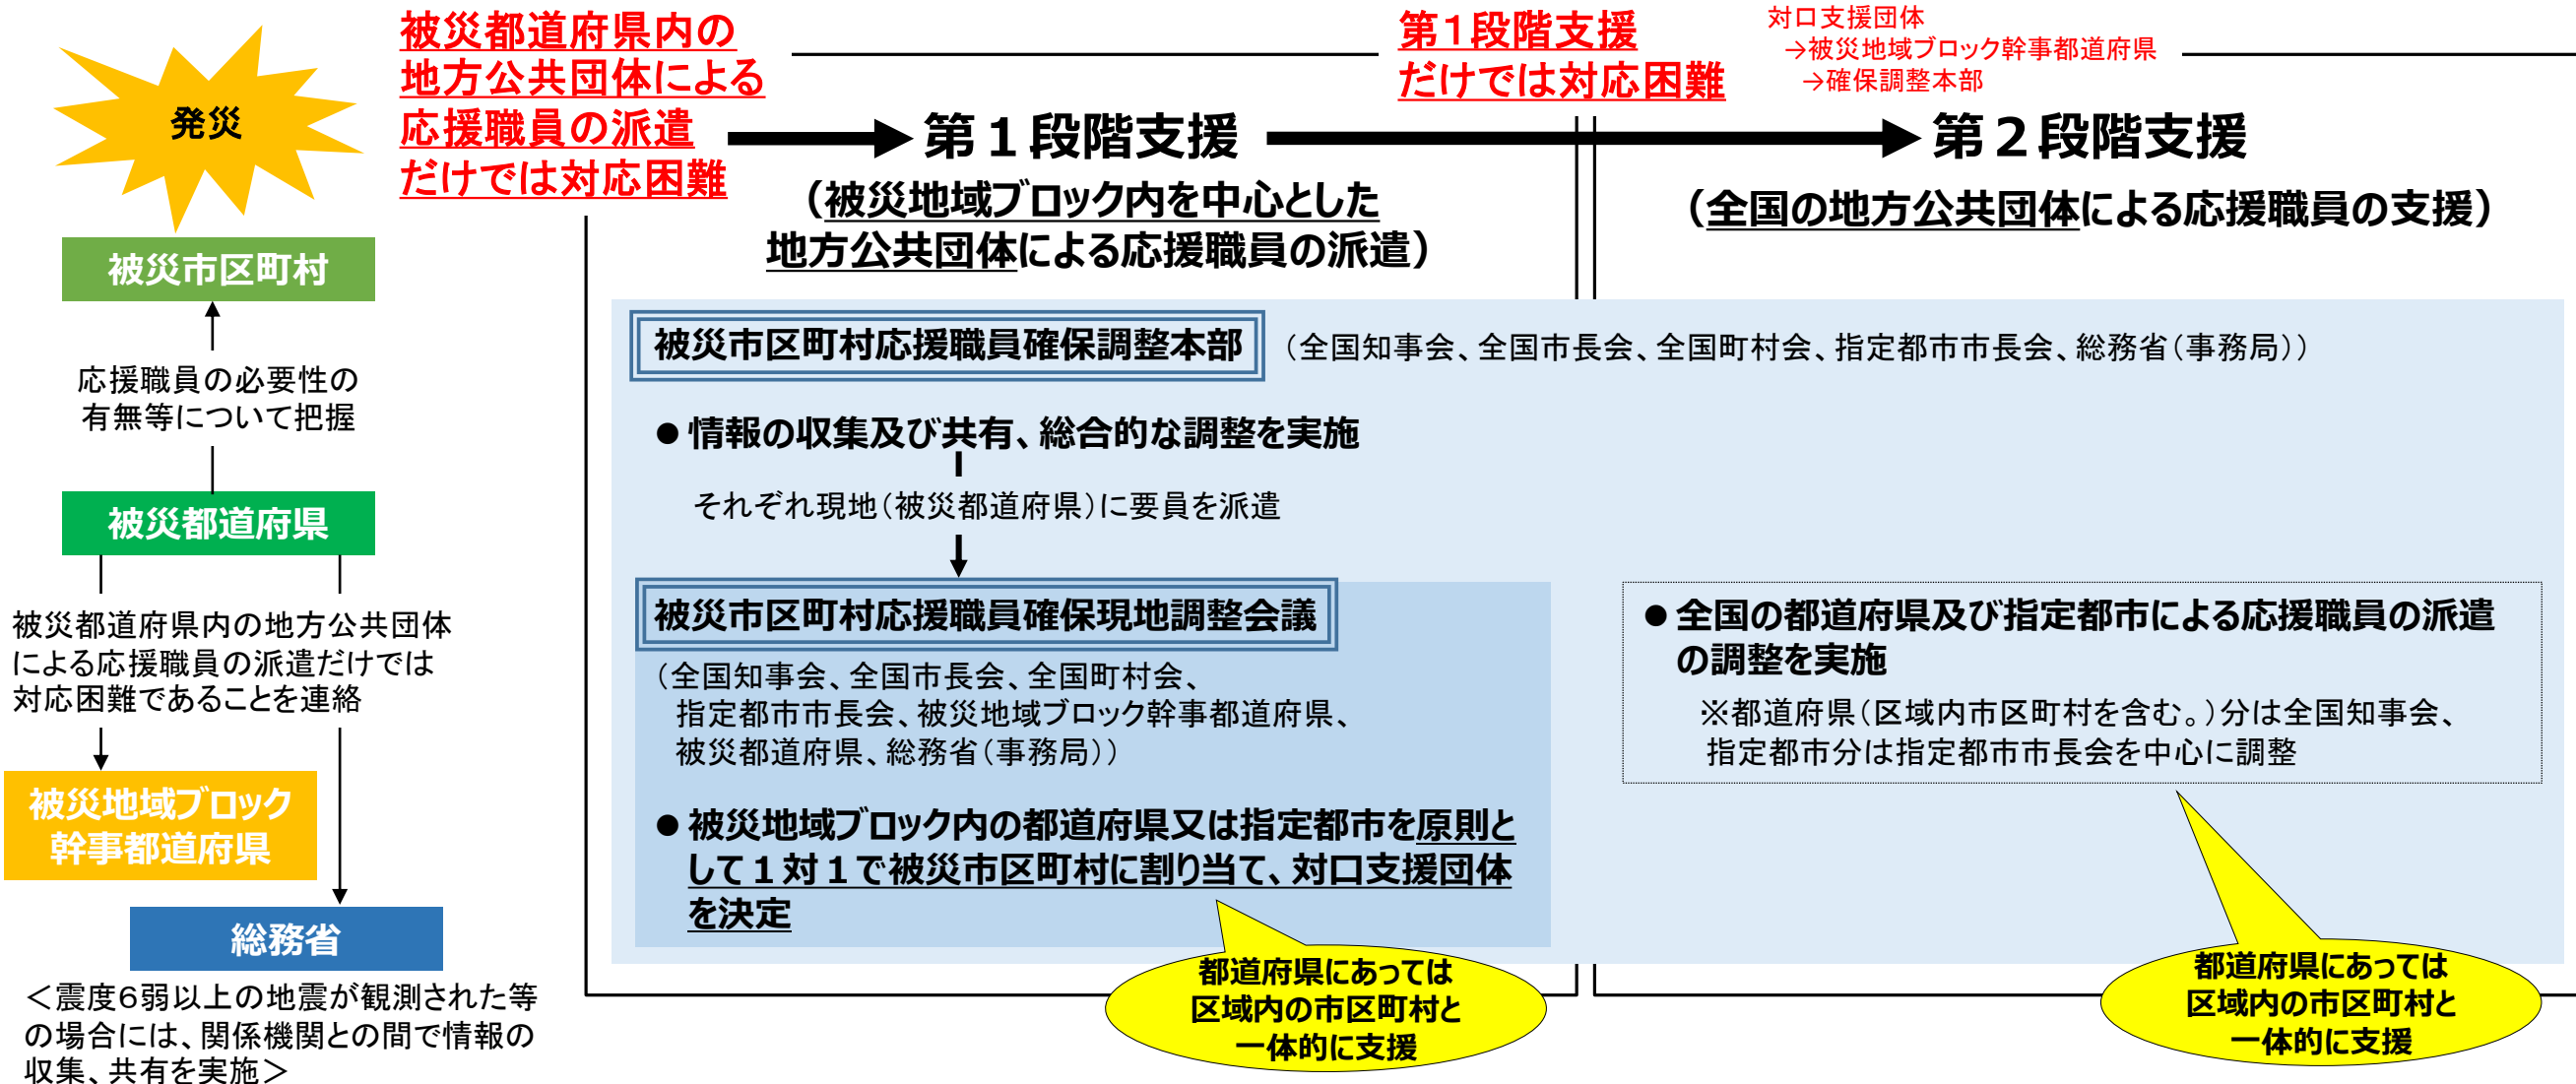 発災
被災市区町村
応援職員の必要性の
有無等について把握
被災都道府県
被災都道府県内の地方公共団体
による応援職員の派遣だけでは
対応困難であることを連絡
被災地域ブロック
幹事都道府県
総務省
＜震度６弱以上の地震が観測された等
の場合には、関係機関との間で情報の
収集、共有を実施＞
被災都道府県内の
地方公共団体による
応援職員の派遣
だけでは対応困難
第１段階支援
（被災地域ブロック内を中心とした
地方公共団体による応援職員の派遣）
第１段階支援
だけでは対応困難
対口支援団体
→被災地域ブロック幹事都道府県
→確保調整本部
第２段階支援
（全国の地方公共団体による応援職員の支援）
被災市区町村応援職員確保調整本部
（全国知事会、全国市長会、全国町村会、指定都市市長会、総務省（事務局））
●情報の収集及び共有、総合的な調整を実施
それぞれ現地（被災都道府県）に要員を派遣
被災市区町村応援職員確保現地調整会議
（全国知事会、全国市長会、全国町村会、
指定都市市長会、被災地域ブロック幹事都道府県、
被災都道府県、総務省（事務局））
●被災地域ブロック内の都道府県又は指定都市を原則と
して１対１で被災市区町村に割り当て、対口支援団体
を決定
都道府県にあっては
区域内の市区町村と
一体的に支援
●全国の都道府県及び指定都市による応援職員の派遣
の調整を実施
※都道府県（区域内市区町村を含む。）分は全国知事会、
指定都市分は指定都市市長会を中心に調整
都道府県にあっては
区域内の市区町村と
一体的に支援